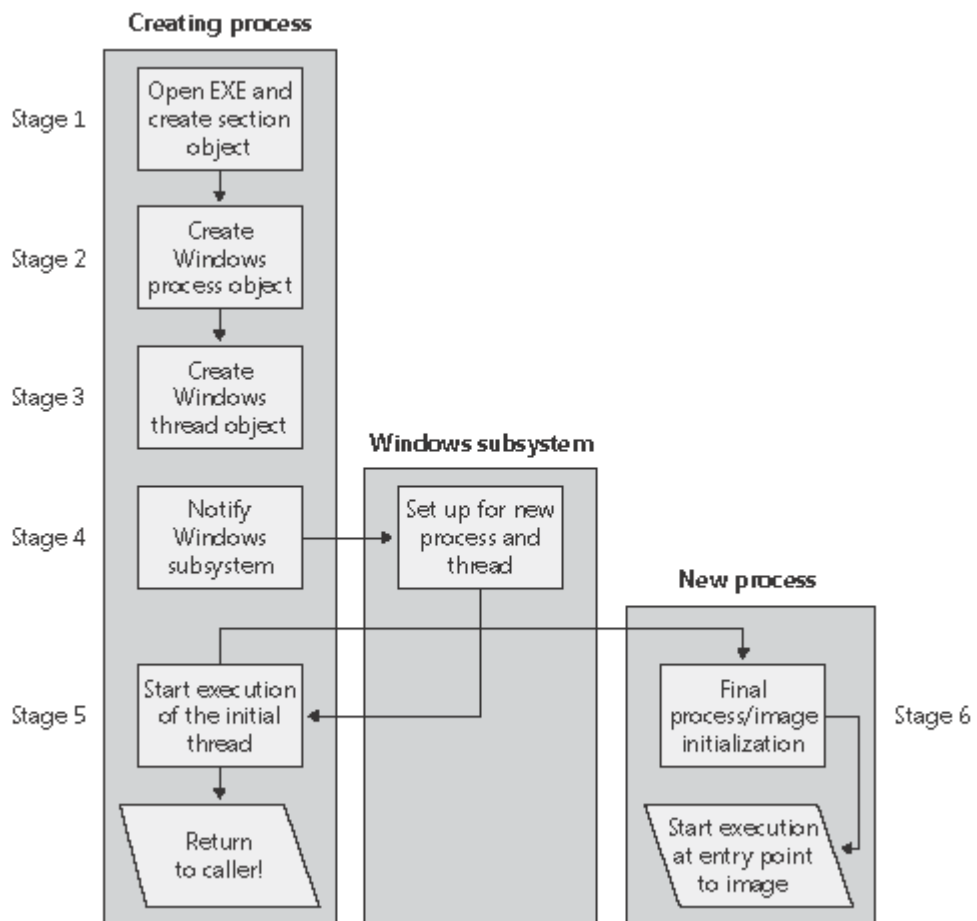 Creating process
Stage 1
Open EXE and
create section
object
Stage 2
Create
Windows
process object
Stage 3
Create
Windows
thread object
Windows subsystem
Stage 4
Notify
Windows
subsystem
Set up for new
process and
thread
New process
Stage 5
Start execution
of the initial
thread
Final
process/image
initialization
Stage 6
Return
to caller!
Start execution
at entry point
to image